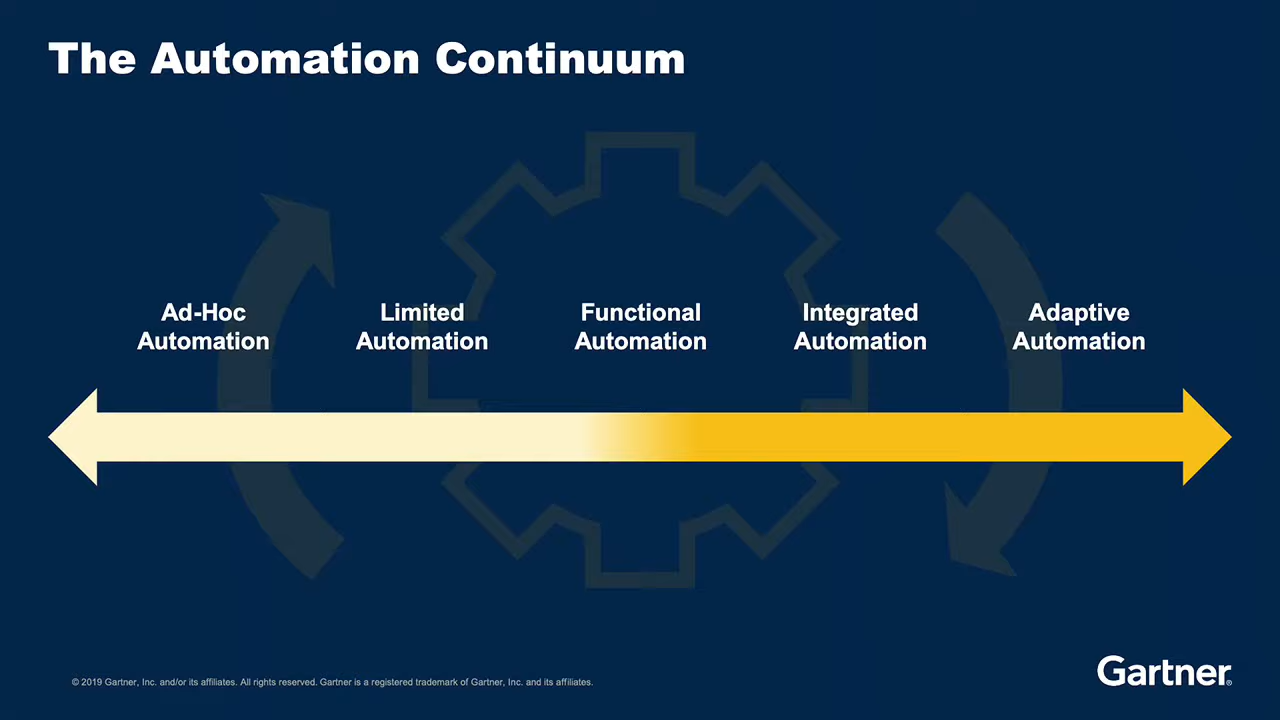 The Automation Continuum
Ad-Hoc
Automation
Limited
Automation
Functional
Automation
Integrated
Automation
Adaptive
Automation
© 2019 Gartner, Inc. and/or its affiliates. All rights reserved. Gartner is a registered trademark of Gartner, Inc. and its affiliates.
Gartner®